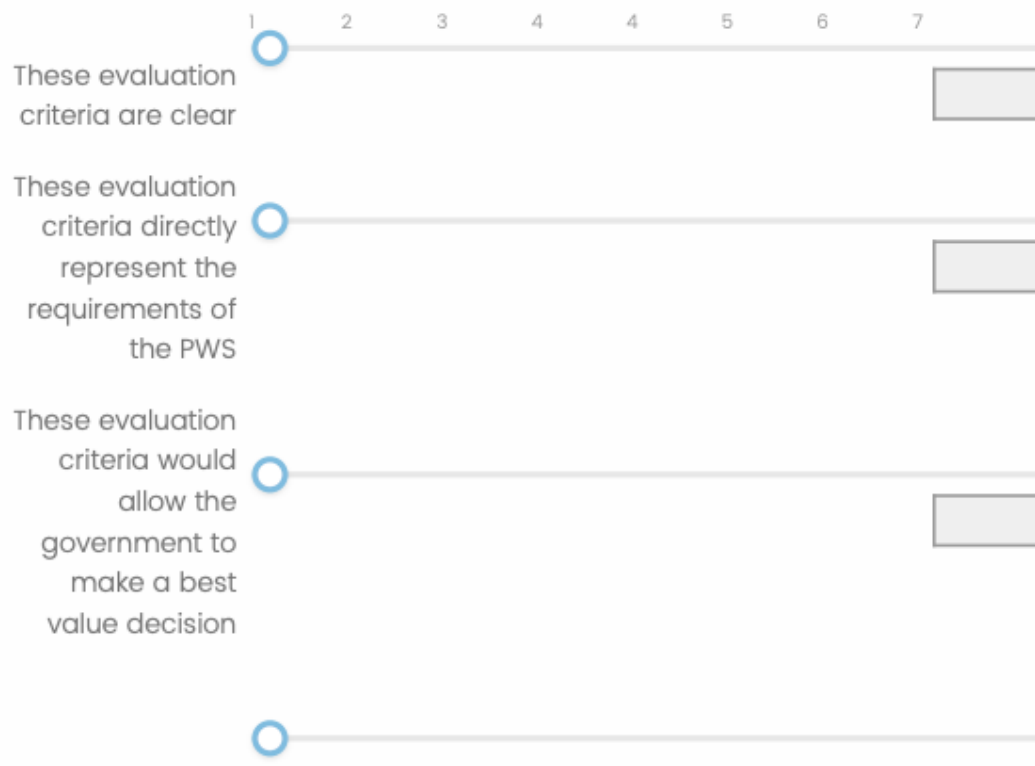 1 2 3 4 4 5 6 7
These evaluation
criteria are clear
These evaluation
criteria directly
represent the
requirements of
the PWS
These evaluation
criteria would
allow the
government to
make a best
value decision